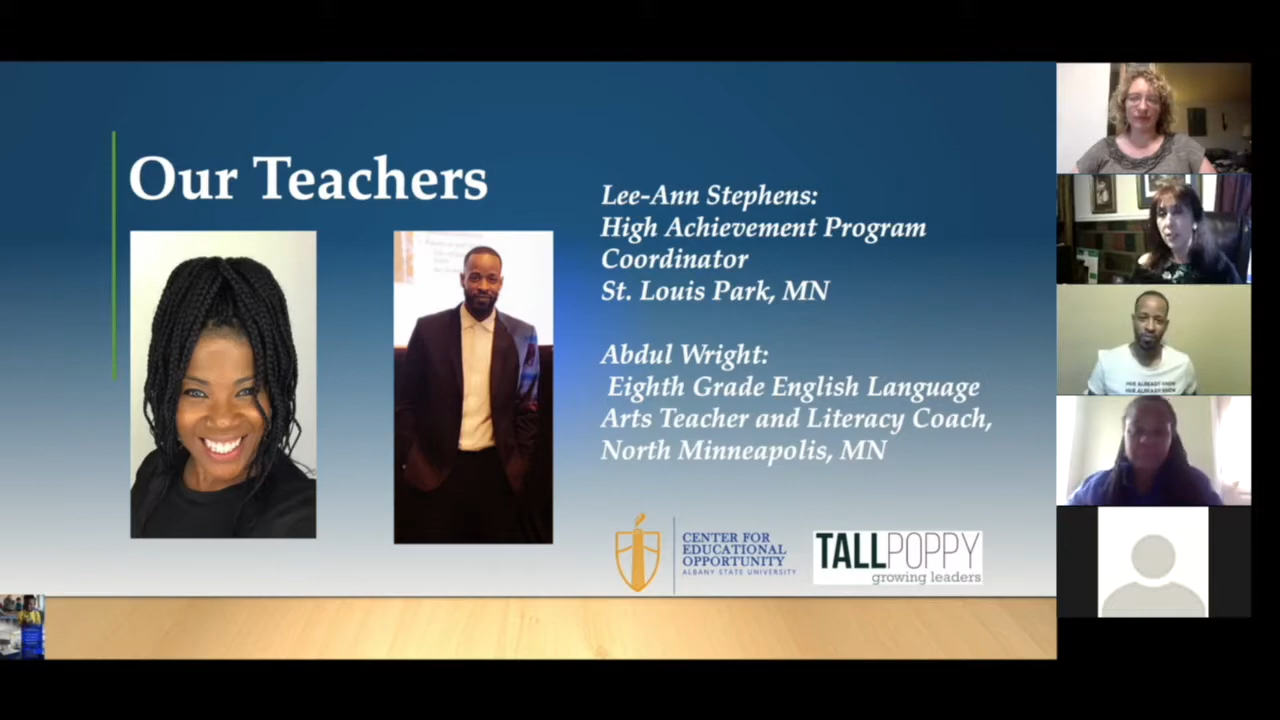 Our Teachers
Lee-Ann Stephens:
High Achievement Program
Coordinator
St. Louis Park, MN
Abdul Wright:
Eighth Grade English Language
Arts Teacher and Literacy Coach,
North Minneapolis, MN
CENTER FOR
EDUCATIONAL
OPPORTUNITY
ALBANY STATE UNIVERSITY
TALLPOPPY
growing leaders